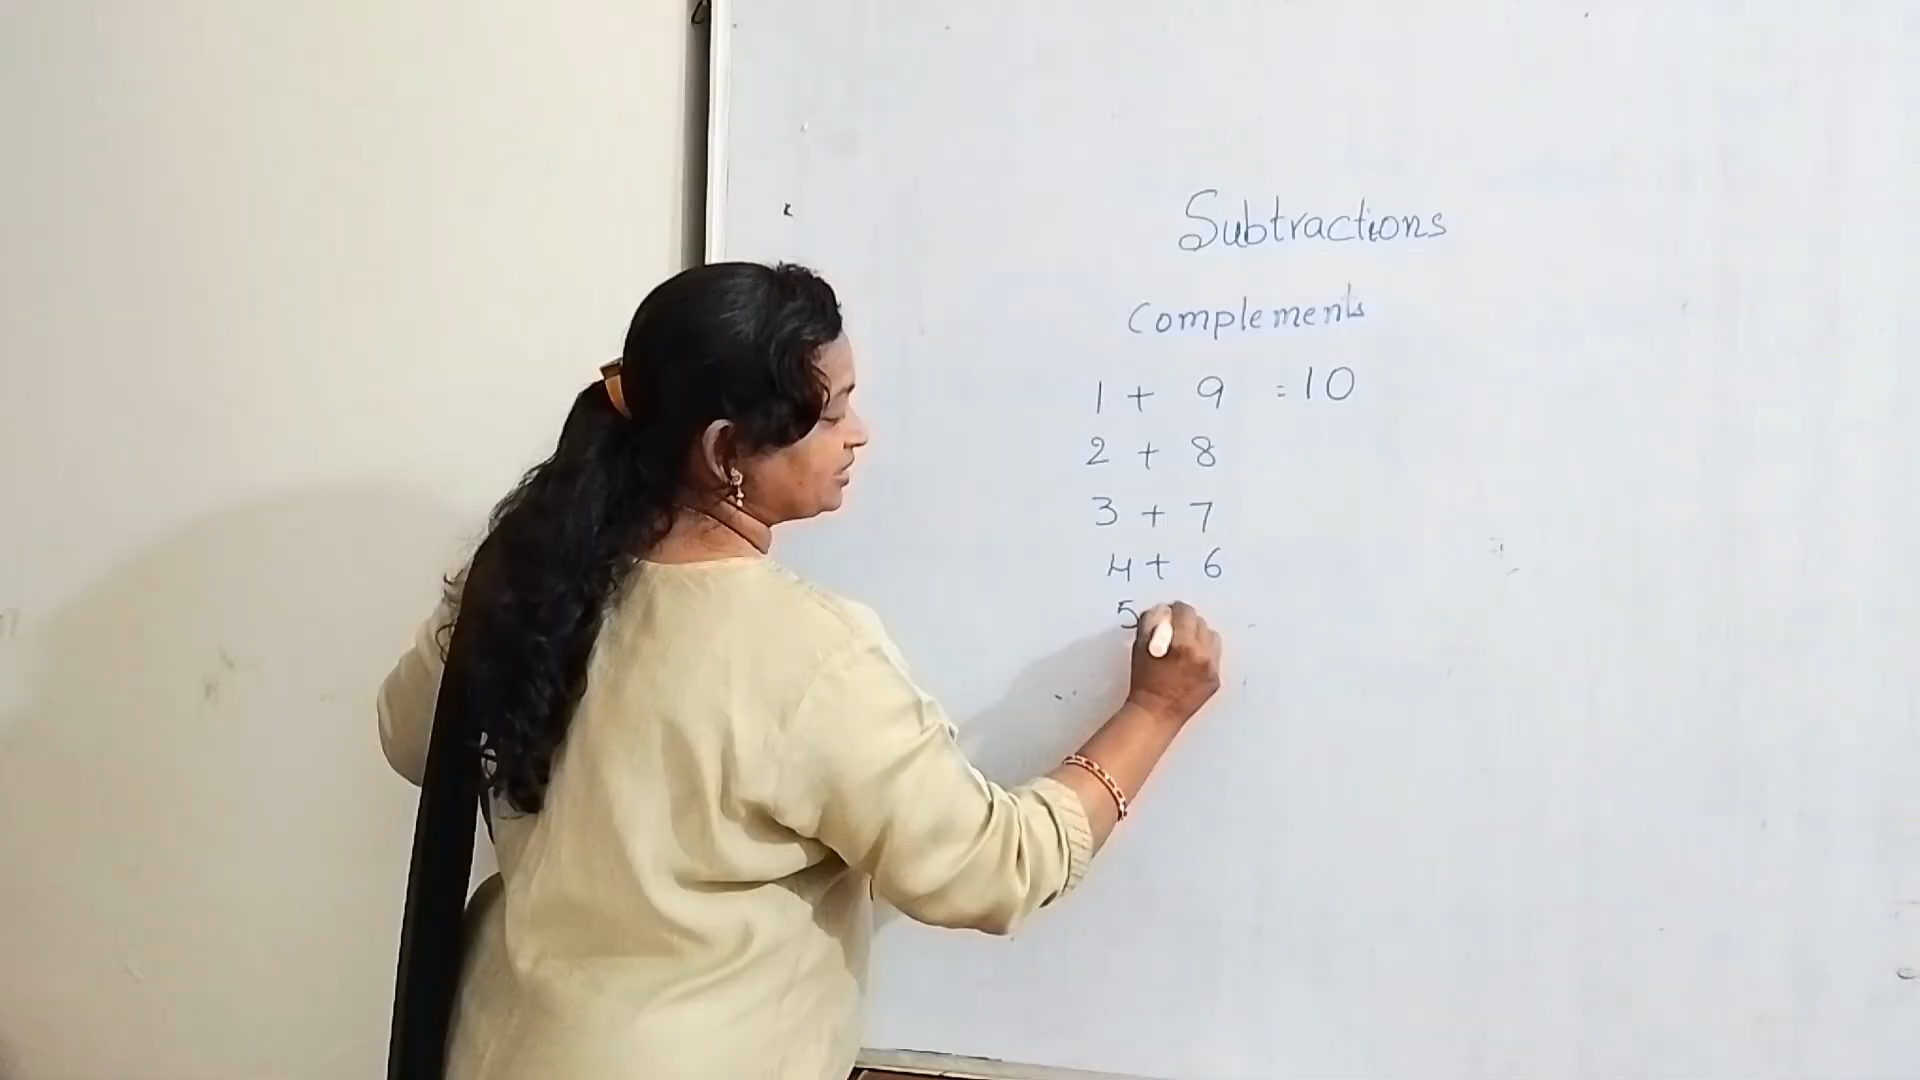 Subtractions
Complements
1 + 9 = 10
2 + 8
3 + 7
4 + 6
5